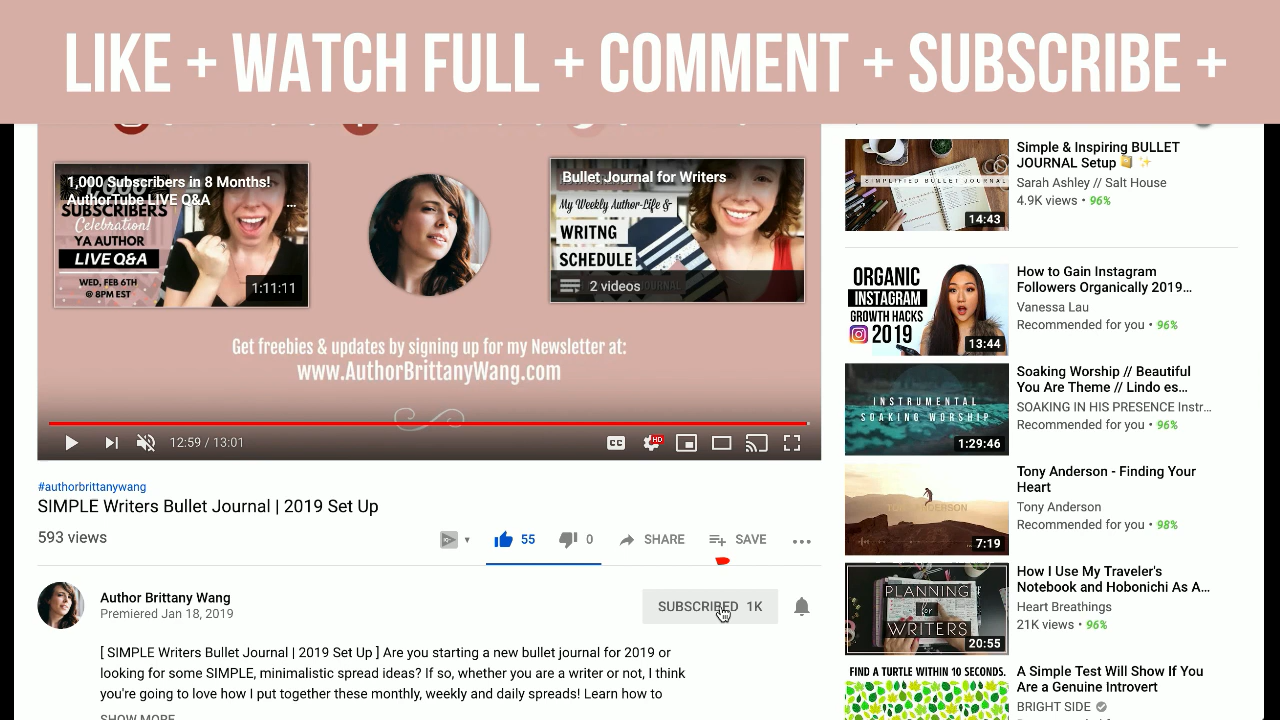 LIKE + WATCH FULL + COMMENT + SUBSCRIBE +
1,000 Subscribers in 8 Months!
AuthorTube LIVE Q&A
...
SUBSCRIBERS
Celebration!
YA AUTHOR
LIVE Q&A
WED, FEB 6TH
@ 8PM EST
1:11:11
Bullet Journal for Writers
My Weekly Author-Life &
WRITNG
SCHEDULE
2 videos
Get freebies & updates by signing up for my Newsletter at:
www.AuthorBrittanyWang.com
12:59 / 13:01
CC
HD
#authorbrittanywang
SIMPLE Writers Bullet Journal | 2019 Set Up
593 views
55
0
SHARE
SAVE
Author Brittany Wang
Premiered Jan 18, 2019
SUBSCRIBED 1K
[ SIMPLE Writers Bullet Journal | 2019 Set Up ] Are you starting a new bullet journal for 2019 or
looking for some SIMPLE, minimalistic spread ideas? If so, whether you are a writer or not, I think
you're going to love how I put together these monthly, weekly and daily spreads! Learn how to
SHOW MORE
SIMPLIFIED BULLET JOURNAL
14:43
Simple & Inspiring BULLET
JOURNAL Setup
Sarah Ashley // Salt House
4.9K views • 96%
ORGANIC
INSTAGRAM
GROWTH HACKS
2019
13:44
How to Gain Instagram
Followers Organically 2019...
Vanessa Lau
Recommended for you • 96%
INSTRUMENTAL
SOAKING WORSHIP
1:29:46
Soaking Worship // Beautiful
You Are Theme // Lindo es...
SOAKING IN HIS PRESENCE Instr...
Recommended for you • 96%
TONY ANDERSON
7:19
Tony Anderson - Finding Your
Heart
Tony Anderson
Recommended for you • 98%
PLANNING
for
WRITERS
20:55
How I Use My Traveler's
Notebook and Hobonichi As A...
Heart Breathings
21K views • 96%
FIND A TURTLE WITHIN 10 SECONDS.
A Simple Test Will Show If You
Are a Genuine Introvert
BRIGHT SIDE